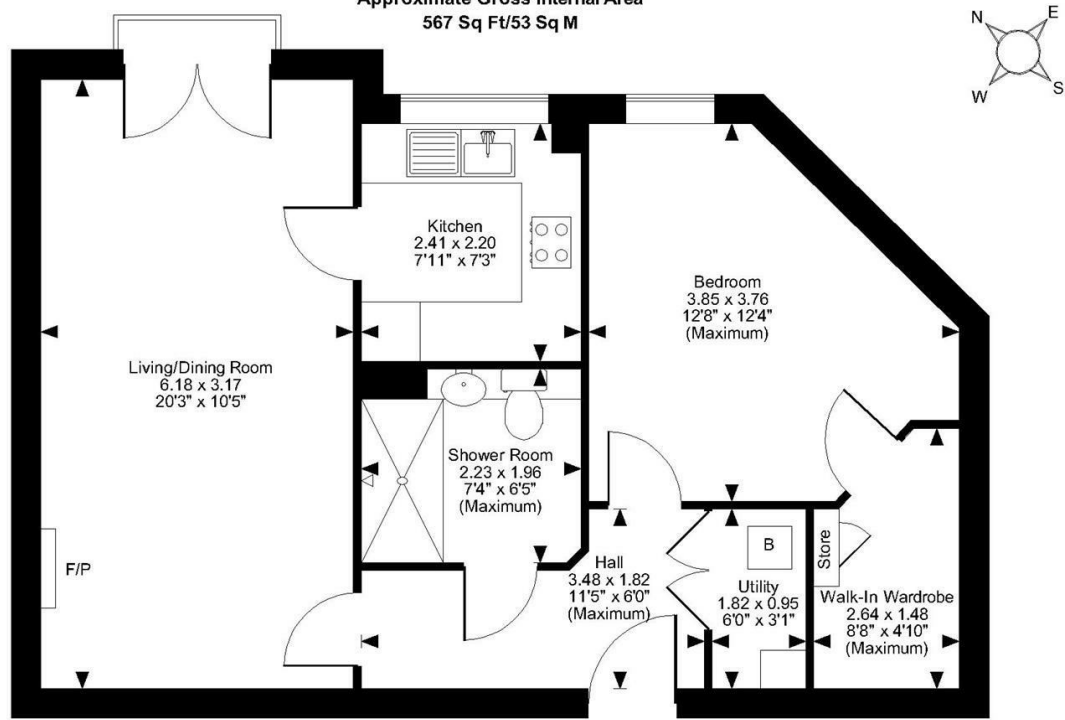 Approximate Gross Internal Area
567 Sq Ft/53 Sq M
N
E
W
S
Kitchen
2.41 x 2.20
7'11" x 7'3"
Bedroom
3.85 x 3.76
12'8" x 12'4"
(Maximum)
Living/Dining Room
6.18 x 3.17
20'3" x 10'5"
Shower Room
2.23 x 1.96
7'4" x 6'5"
(Maximum)
F/P
Hall
3.48 x 1.82
11'5" x 6'0"
(Maximum)
B
Utility
1.82 x 0.95
6'0" x 3'1"
Store
Walk-In Wardrobe
2.64 x 1.48
8'8" x 4'10"
(Maximum)